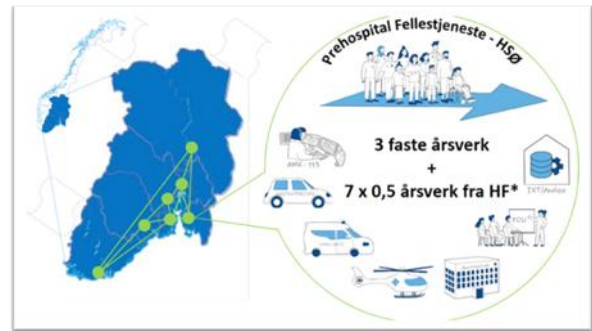 Prehospital Fellestjeneste - HSØ
3 faste årsverk
+
7 x 0,5 årsverk fra HF*